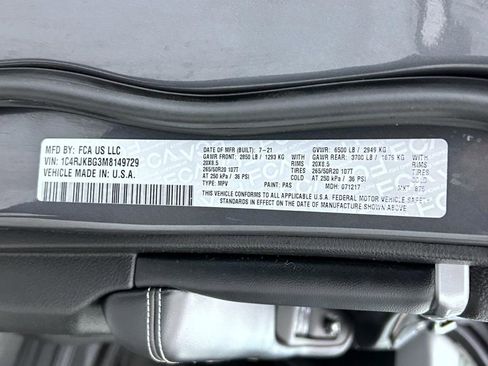 MFD BY: FCA US LLC
VIN: 1C4RJKBG3M8149729
VEHICLE MADE IN: U.S.A.
DATE OF MFR (BUILT): 7-21 GVWR: 6500 LB / 2949 KG
GAWR FRONT: 2850 LB / 1293 KG WITH GAWR REAR: 3700 LB / 1678 KG WITH
20X8.5 RIMS 20X8.5 RIMS
265/50R20 107T TIRES 265/50R20 107T TIRES
AT 250 kPa / 36 PSI COLD AT 250 kPa / 36 PSI COLD
TYPE: MPV MDH: 071217
THIS VEHICLE CONFORMS TO ALL APPLICABLE U.S.A. FEDERAL MOTOR VEHICLE SAFETY
STANDARDS IN EFFECT ON THE DATE OF MANUFACTURE SHOWN ABOVE